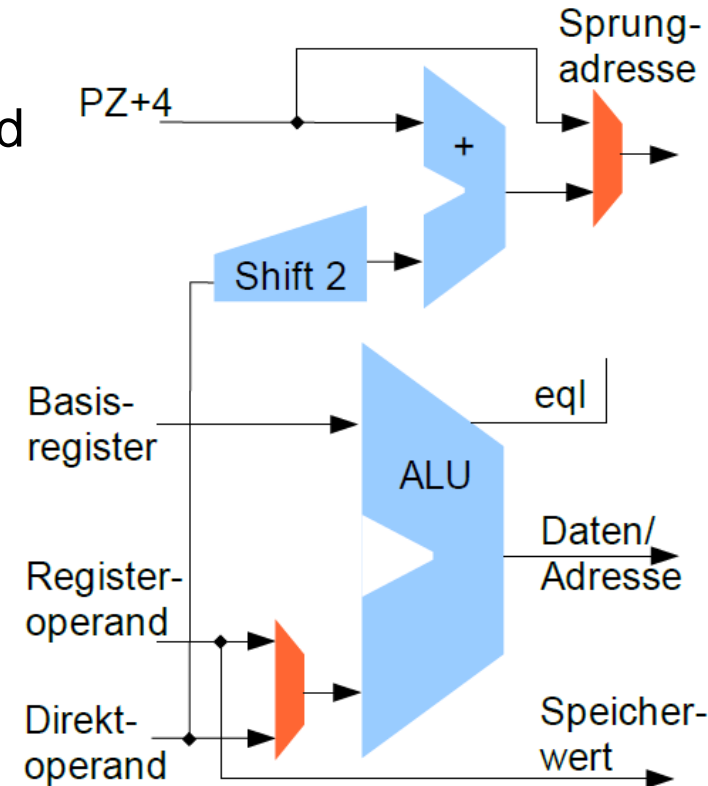 Sprung-
adresse
PZ+4
d
+
Shift 2
Basis-
register
eql
ALU
Register-
operand
Daten/
Adresse
Direkt-
operand
Speicher-
wert